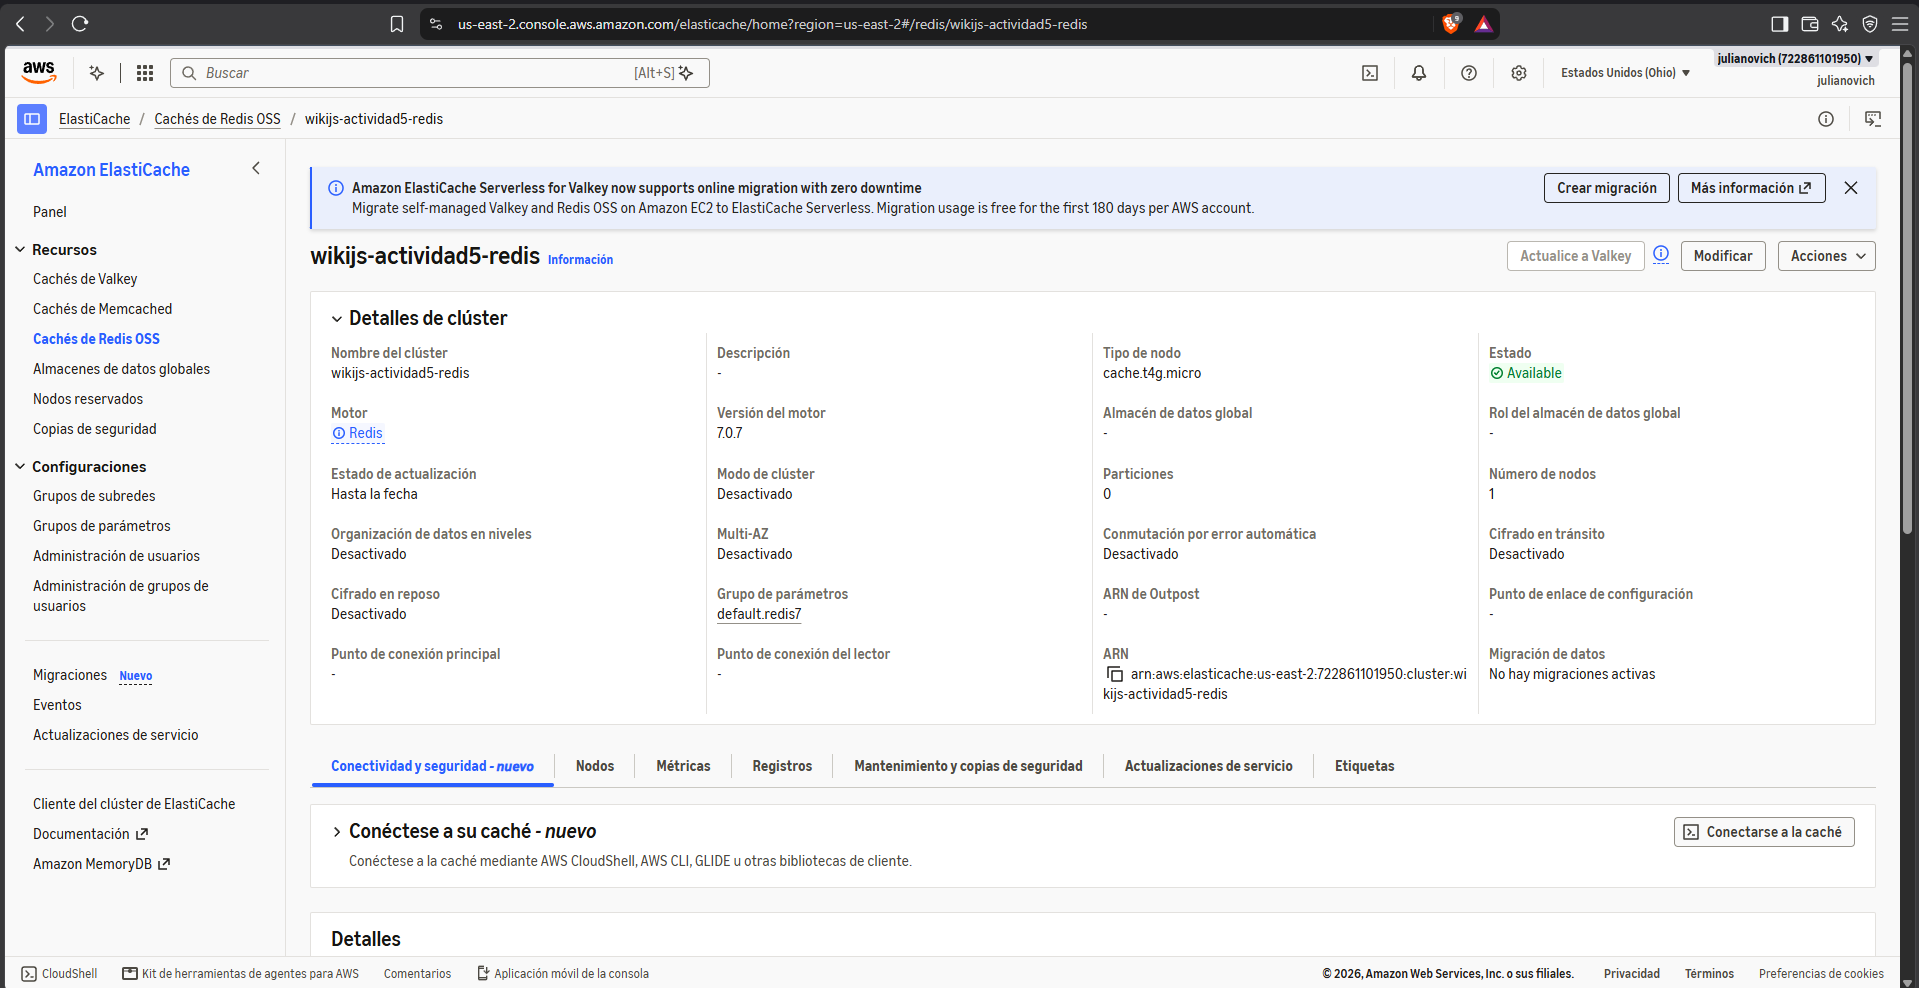 us-east-2.console.aws.amazon.com/elasticache/home?region=us-east-2#/redis/wikijs-actividad5-redis
9
aws
Buscar
[Alt+S]
Estados Unidos (Ohio)
julianovich (722861101950)
julianovich
ElastiCache / Cachés de Redis OSS / wikijs-actividad5-redis
Amazon ElastiCache
Panel
Recursos
Cachés de Valkey
Cachés de Memcached
Cachés de Redis OSS
Almacenes de datos globales
Nodos reservados
Copias de seguridad
Configuraciones
Grupos de subredes
Grupos de parámetros
Administración de usuarios
Administración de grupos de
usuarios
Migraciones Nuevo
Eventos
Actualizaciones de servicio
Cliente del clúster de ElastiCache
Documentación
Amazon MemoryDB
Amazon ElastiCache Serverless for Valkey now supports online migration with zero downtime
Migrate self-managed Valkey and Redis OSS on Amazon EC2 to ElastiCache Serverless. Migration usage is free for the first 180 days per AWS account.
Crear migración
Más información
wikijs-actividad5-redis Información
Actualice a Valkey
Modificar
Acciones
Detalles de clúster
Nombre del clúster
wikijs-actividad5-redis
Descripción
-
Tipo de nodo
cache.t4g.micro
Estado
Available
Motor
Redis
Versión del motor
7.0.7
Almacén de datos global
-
Rol del almacén de datos global
-
Estado de actualización
Hasta la fecha
Modo de clúster
Desactivado
Particiones
0
Número de nodos
1
Organización de datos en niveles
Desactivado
Multi-AZ
Desactivado
Conmutación por error automática
Desactivado
Cifrado en tránsito
Desactivado
Cifrado en reposo
Desactivado
Grupo de parámetros
default.redis7
ARN de Outpost
-
Punto de enlace de configuración
-
Punto de conexión principal
-
Punto de conexión del lector
-
ARN
arn:aws:elasticache:us-east-2:722861101950:cluster:wi
kijs-actividad5-redis
Migración de datos
No hay migraciones activas
Conectividad y seguridad - nuevo
Nodos
Métricas
Registros
Mantenimiento y copias de seguridad
Actualizaciones de servicio
Etiquetas
Conéctese a su caché - nuevo
Conéctese a la caché mediante AWS CloudShell, AWS CLI, GLIDE u otras bibliotecas de cliente.
Conectarse a la caché
Detalles
CloudShell
Kit de herramientas de agentes para AWS
Comentarios
Aplicación móvil de la consola
© 2026, Amazon Web Services, Inc. o sus filiales.
Privacidad
Términos
Preferencias de cookies